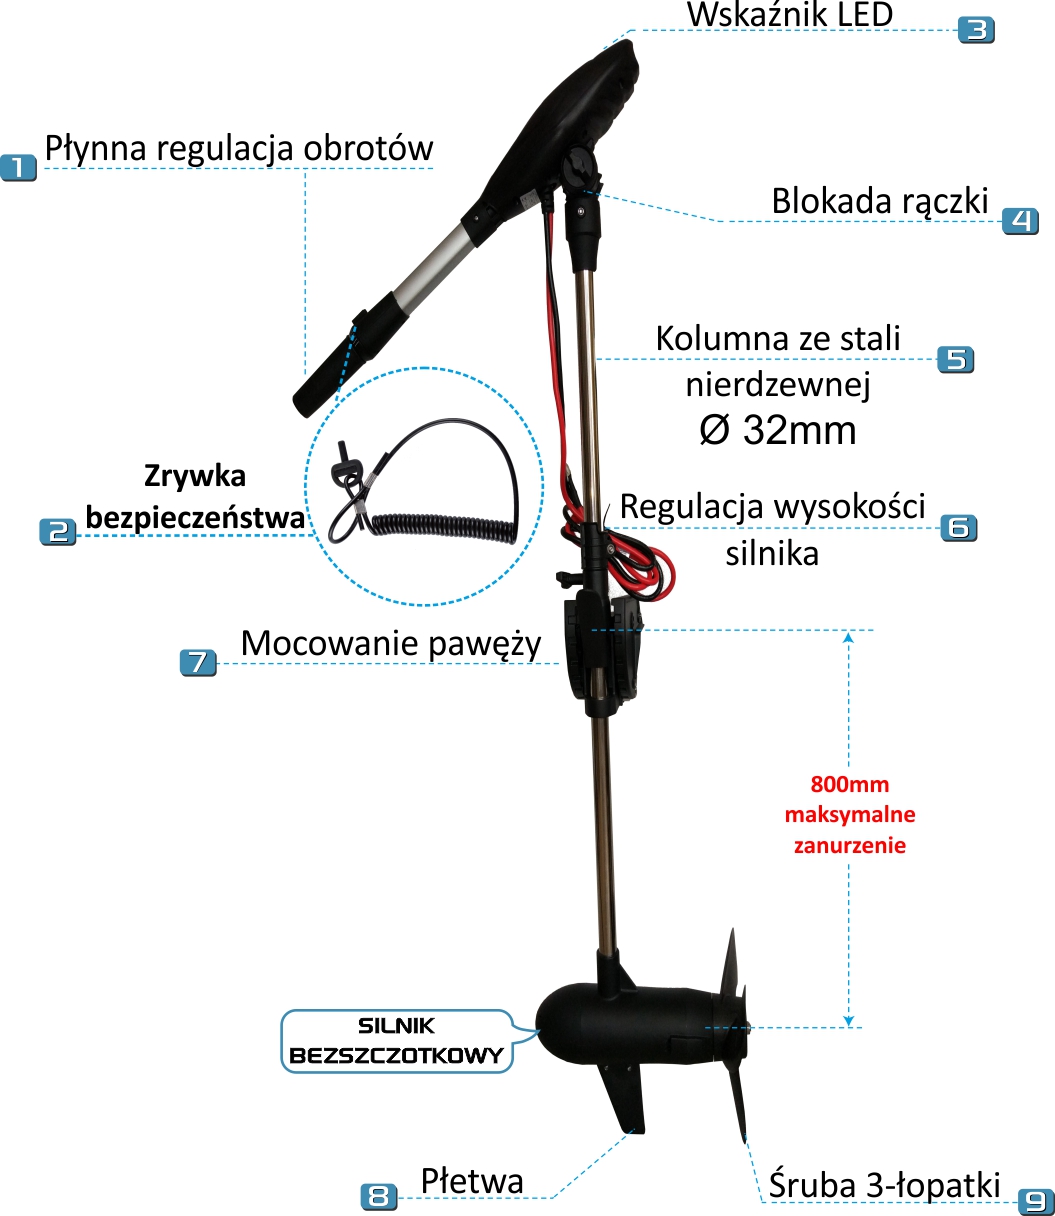 Wskaźnik LED
3
Płynna regulacja obrotów
1
Blokada rączki
4
Kolumna ze stali
5
nierdzewnej
Ø 32mm
Zrywka
bezpieczeństwa
2
Regulacja wysokości
6
silnika
Mocowanie pawęży
7
800mm
maksymalne
zanurzenie
SILNIK
BEZSZCZOTKOWY
Płetwa
8
Śruba 3-łopatki
9